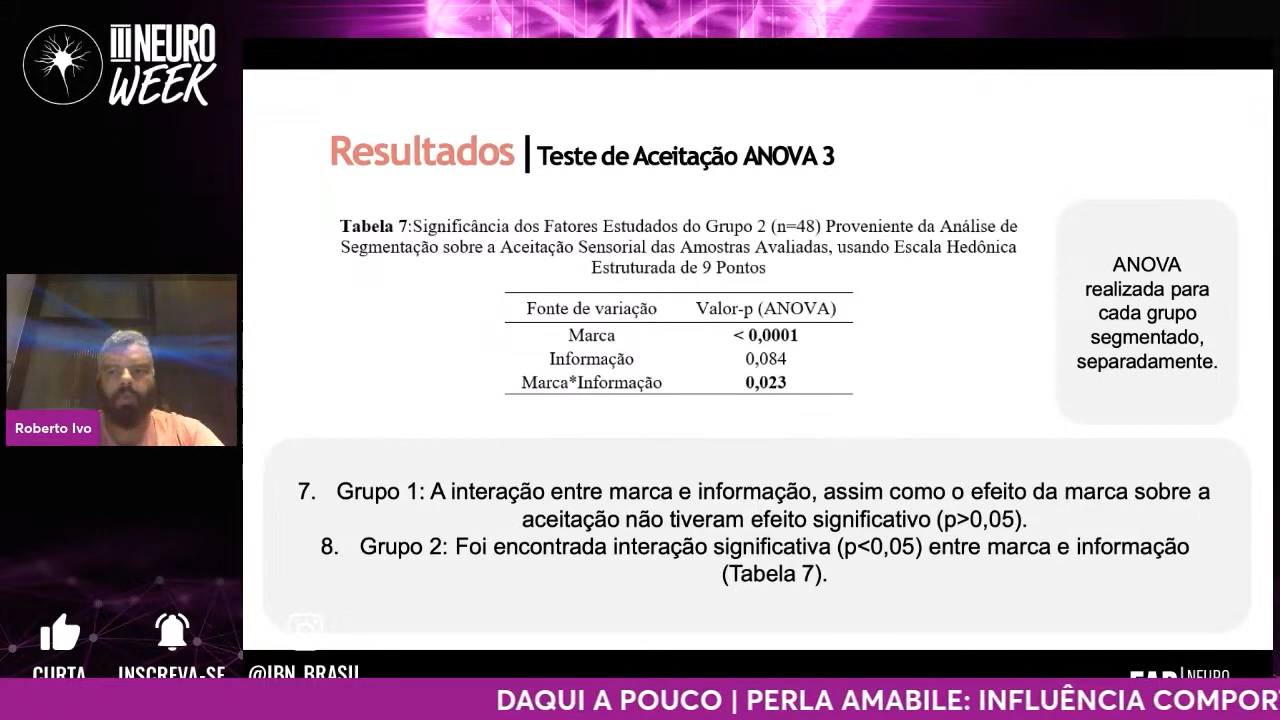 III NEURO
WEEK
Resultados | Teste de Aceitação ANOVA 3
Tabela 7:Significância dos Fatores Estudados do Grupo 2 (n=48) Proveniente da Análise de
Segmentação sobre a Aceitação Sensorial das Amostras Avaliadas, usando Escala Hedônica
Estruturada de 9 Pontos
Fonte de variação Valor-p (ANOVA)
Marca < 0,0001
Informação 0,084
Marca*Informação 0,023
ANOVA
realizada para
cada grupo
segmentado,
separadamente.
Roberto Ivo
7. Grupo 1: A interação entre marca e informação, assim como o efeito da marca sobre a
aceitação não tiveram efeito significativo (p>0,05).
8. Grupo 2: Foi encontrada interação significativa (p<0,05) entre marca e informação
(Tabela 7).
CURTA INSCREVA-SE @IBN_BRASIL
NEURO
DAQUI A POUCO | PERLA AMABILE: INFLUÊNCIA COMPOR